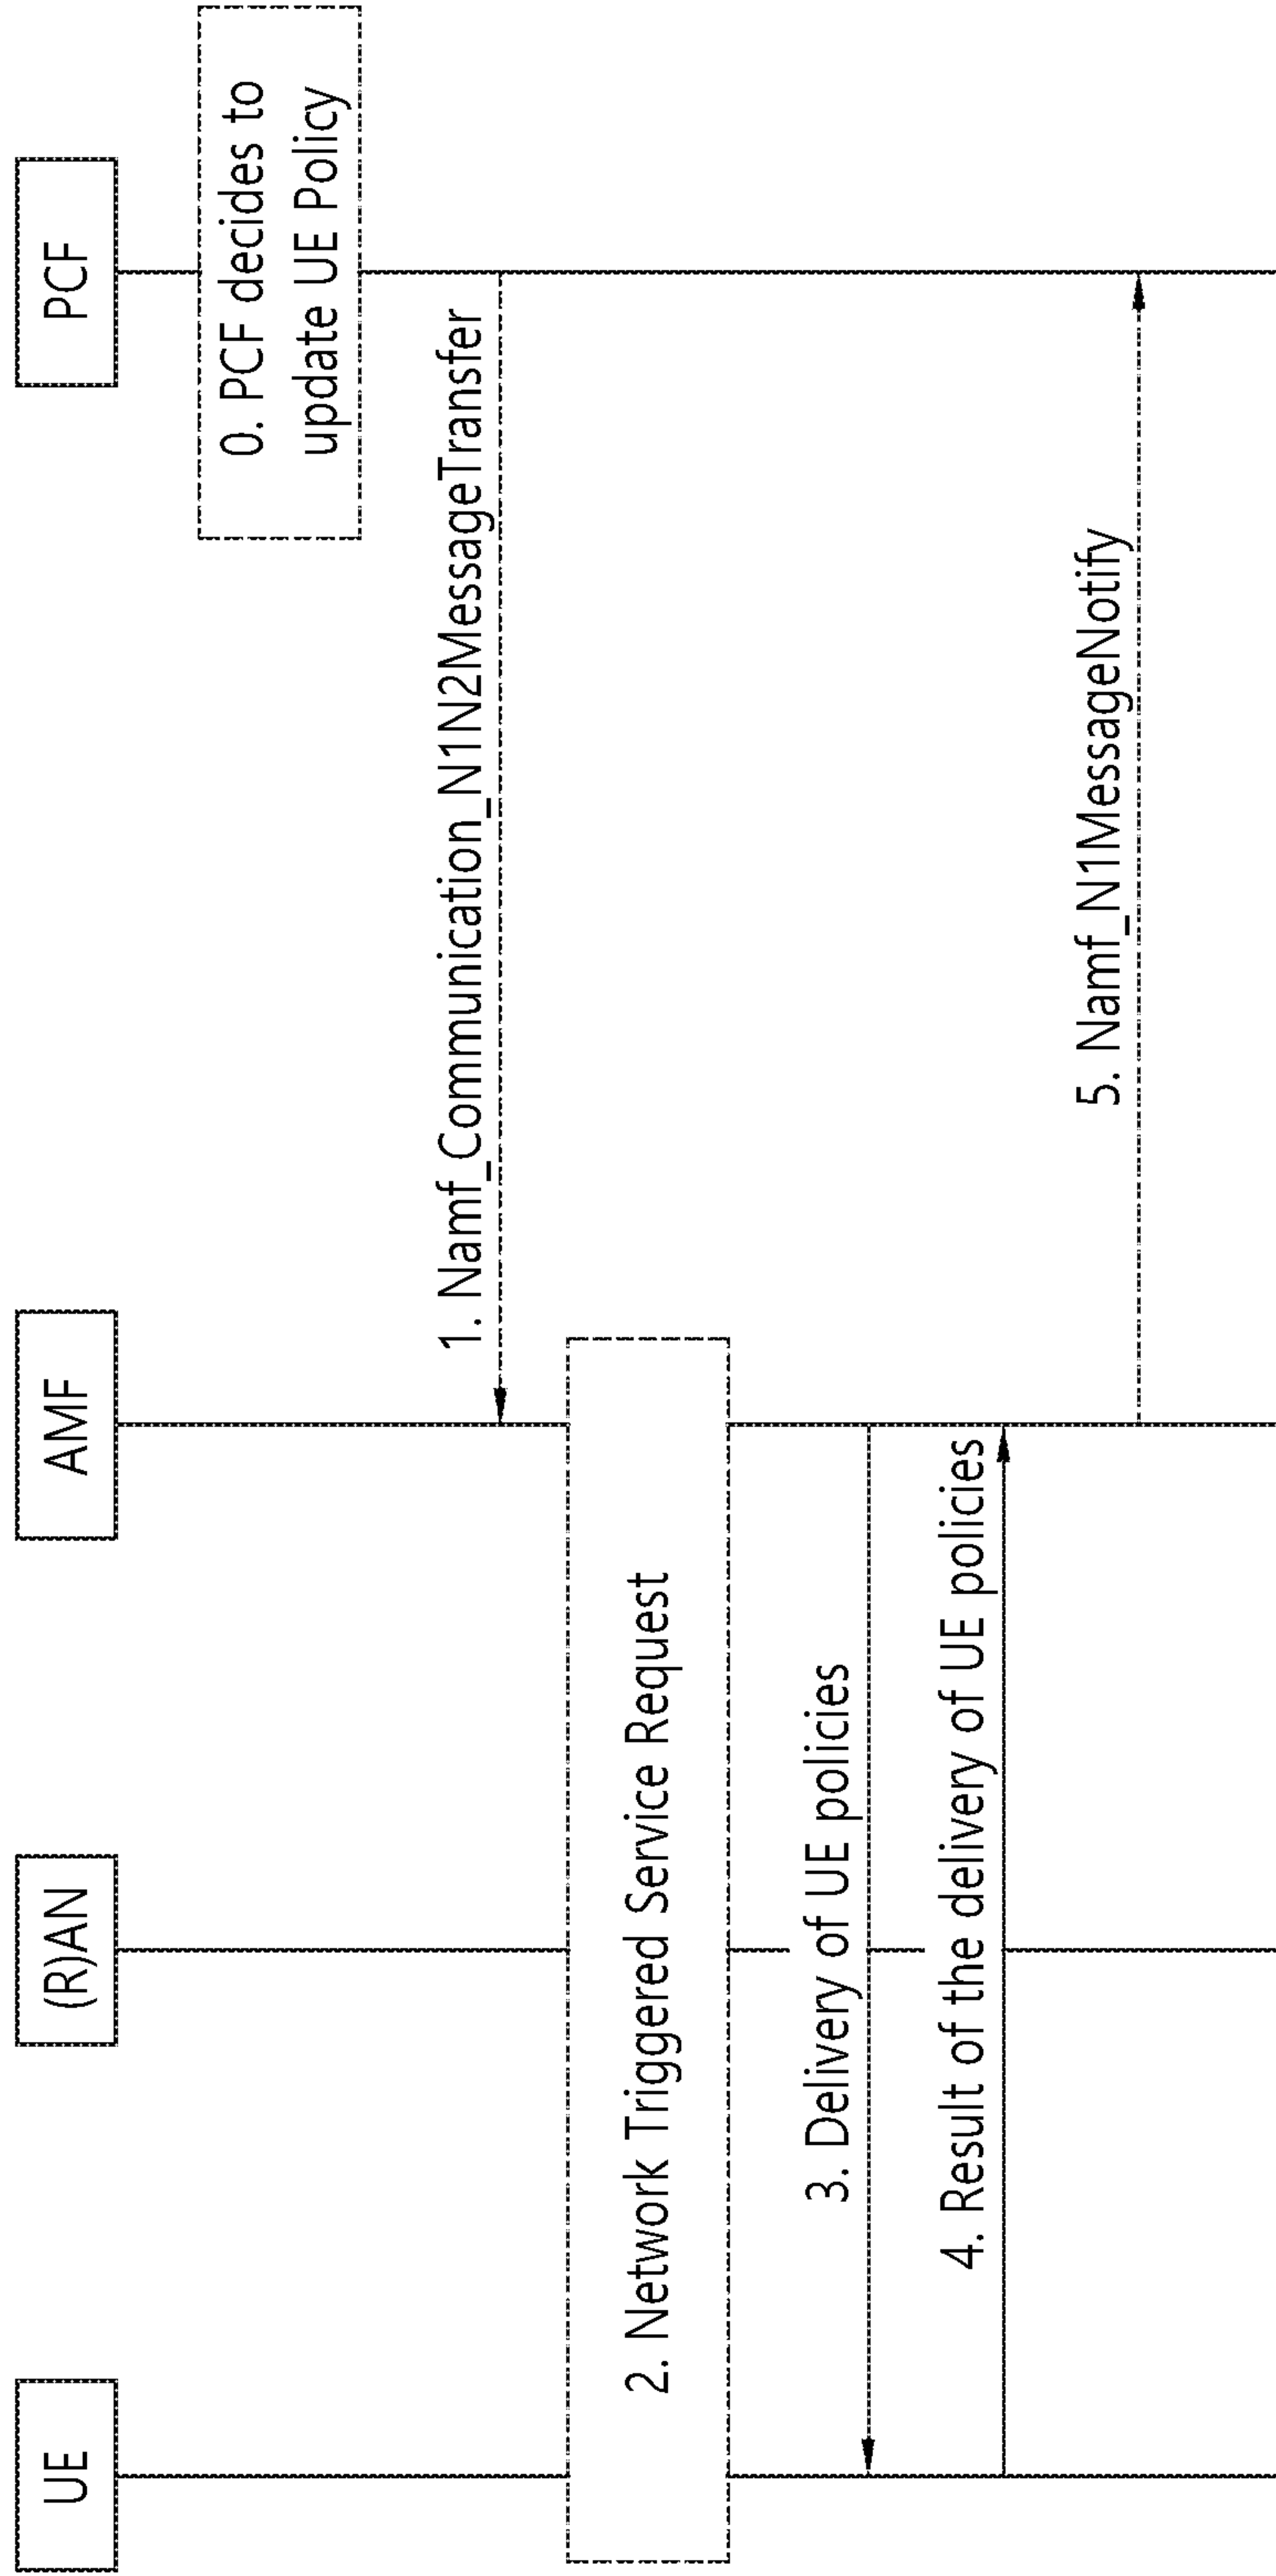 UE
(R)AN
AMF
PCF
0. PCF decides to
update UE Policy
1. Namf_Communication_N1N2MessageTransfer
2. Network Triggered Service Request
3. Delivery of UE policies
4. Result of the delivery of UE policies
5. Namf_N1MessageNotify